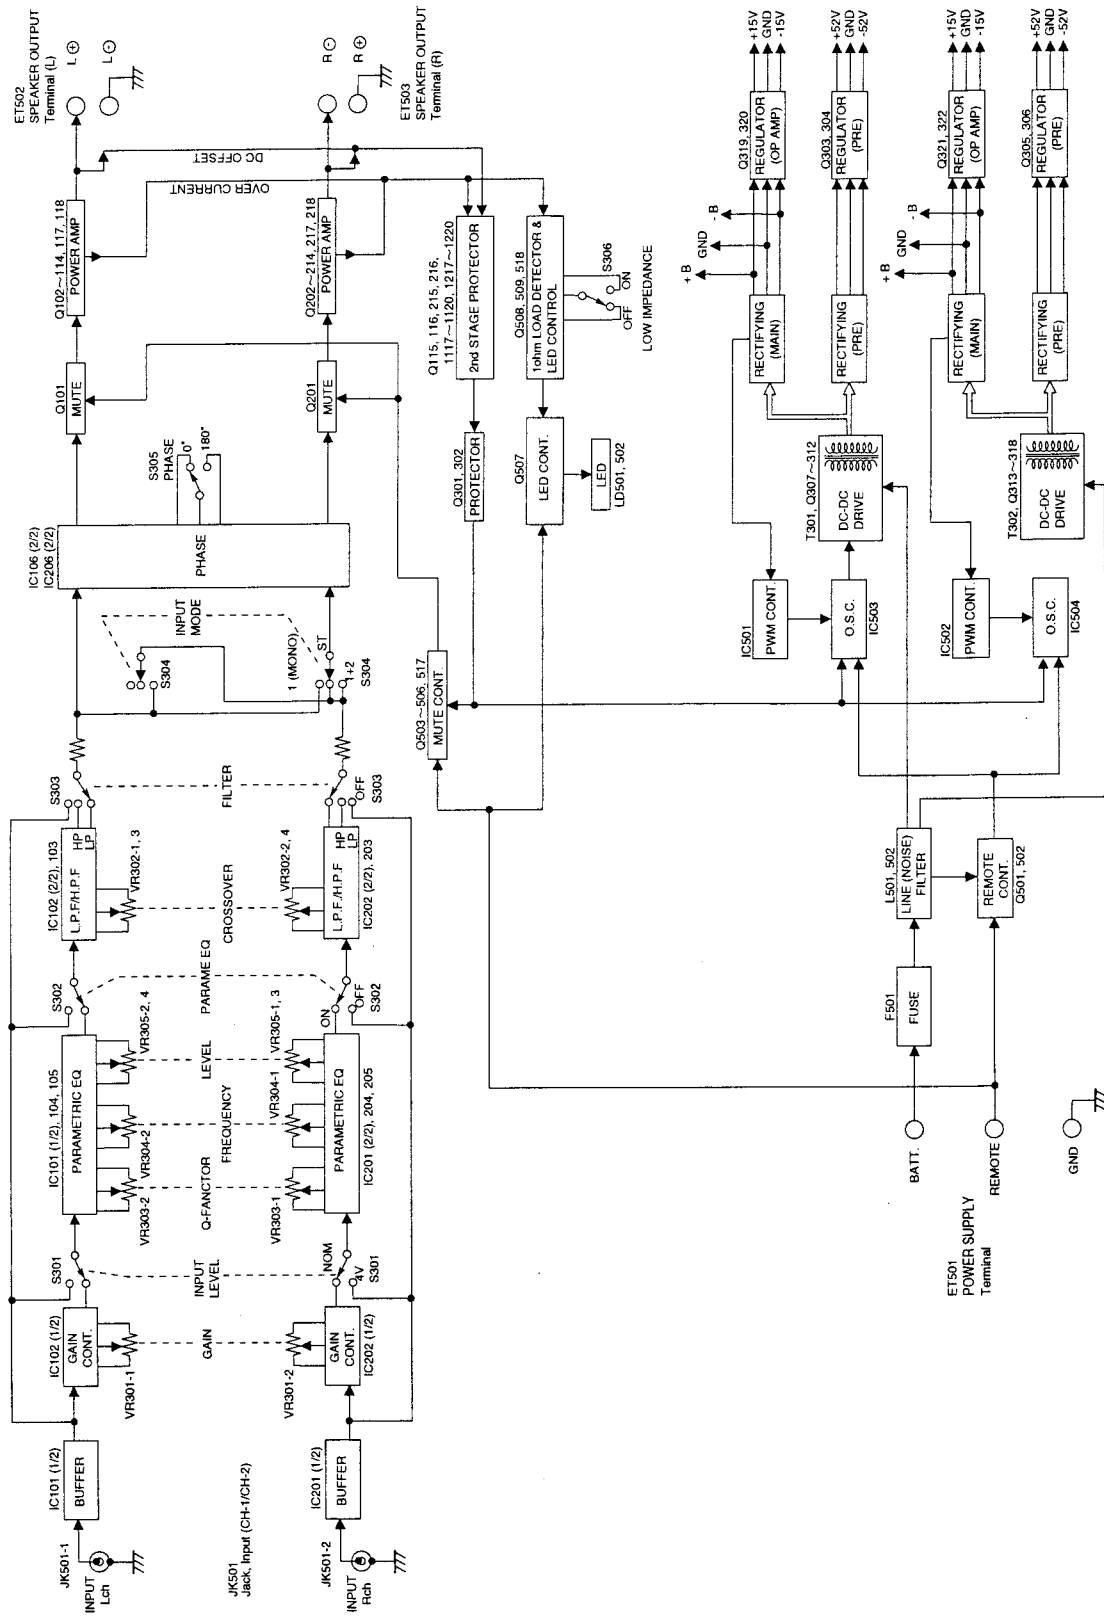 INPUT
Lch
JK501-1
IC101 (1/2)
BUFFER
IC102 (1/2)
GAIN
CONT.
VR301-1
S301
INPUT
LEVEL
GAIN
IC101 (1/2), 104, 105
PARAMETRIC EQ
VR303-2
VR304-2
VR305-2, 4
Q-FANCTOR
FREQUENCY
LEVEL
S302
PARAME EQ
IC102 (2/2), 103
L.P.F/H.P.F
HP
LP
VR302-1, 3
CROSSOVER
S303
FILTER
S304
INPUT
MODE
1 (MONO)
ST
1+2
S304
IC106 (2/2)
IC206 (2/2)
PHASE
S305
PHASE
0°
180°
Q101
MUTE
Q102~114, 117, 118
POWER AMP
ET502
SPEAKER OUTPUT
Terminal (L)
L⊕
L⊖
JK501
Jack, Input (CH-1/CH-2)
INPUT
Rch
JK501-2
IC201 (1/2)
BUFFER
VR301-2
GAIN
CONT.
IC202 (1/2)
NOM
4V
S301
VR303-1
VR304-1
VR305-1, 3
PARAMETRIC EQ
IC201 (2/2), 204, 205
ON
OFF
S302
VR302-2, 4
L.P.F./H.P.F
IC202 (2/2), 203
HP
LP
OFF
S303
Q201
MUTE
Q202~214, 217, 218
POWER AMP
OVER CURRENT
DC OFFSET
R⊖
R⊕
ET503
SPEAKER OUTPUT
Terminal (R)
Q503~506, 517
MUTE CONT.
Q301, 302
PROTECTOR
Q115, 116, 215, 216,
1117~1120, 1217~1220
2nd STAGE PROTECTOR
Q507
LED CONT.
LED
LD501, 502
Q508, 509, 518
1ohm LOAD DETECTOR &
LED CONTROL
S306
OFF
ON
LOW IMPEDANCE
ET501
POWER SUPPLY
Terminal
BATT.
REMOTE
GND
F501
FUSE
L501, 502
LINE (NOISE)
FILTER
REMOTE
CONT.
Q501, 502
IC501
PWM CONT.
O.S.C.
IC503
T301, Q307~312
DC-DC
DRIVE
RECTIFYING
(MAIN)
RECTIFYING
(PRE)
+ B
GND
- B
Q319, 320
REGULATOR
(OP AMP)
+15V
GND
-15V
Q303, 304
REGULATOR
(PRE)
+52V
GND
-52V
IC502
PWM CONT.
O.S.C.
IC504
T302, Q313~318
DC-DC
DRIVE
RECTIFYING
(MAIN)
RECTIFYING
(PRE)
+ B
GND
- B
Q321, 322
REGULATOR
(OP AMP)
+15V
GND
-15V
Q305, 306
REGULATOR
(PRE)
+52V
GND
-52V